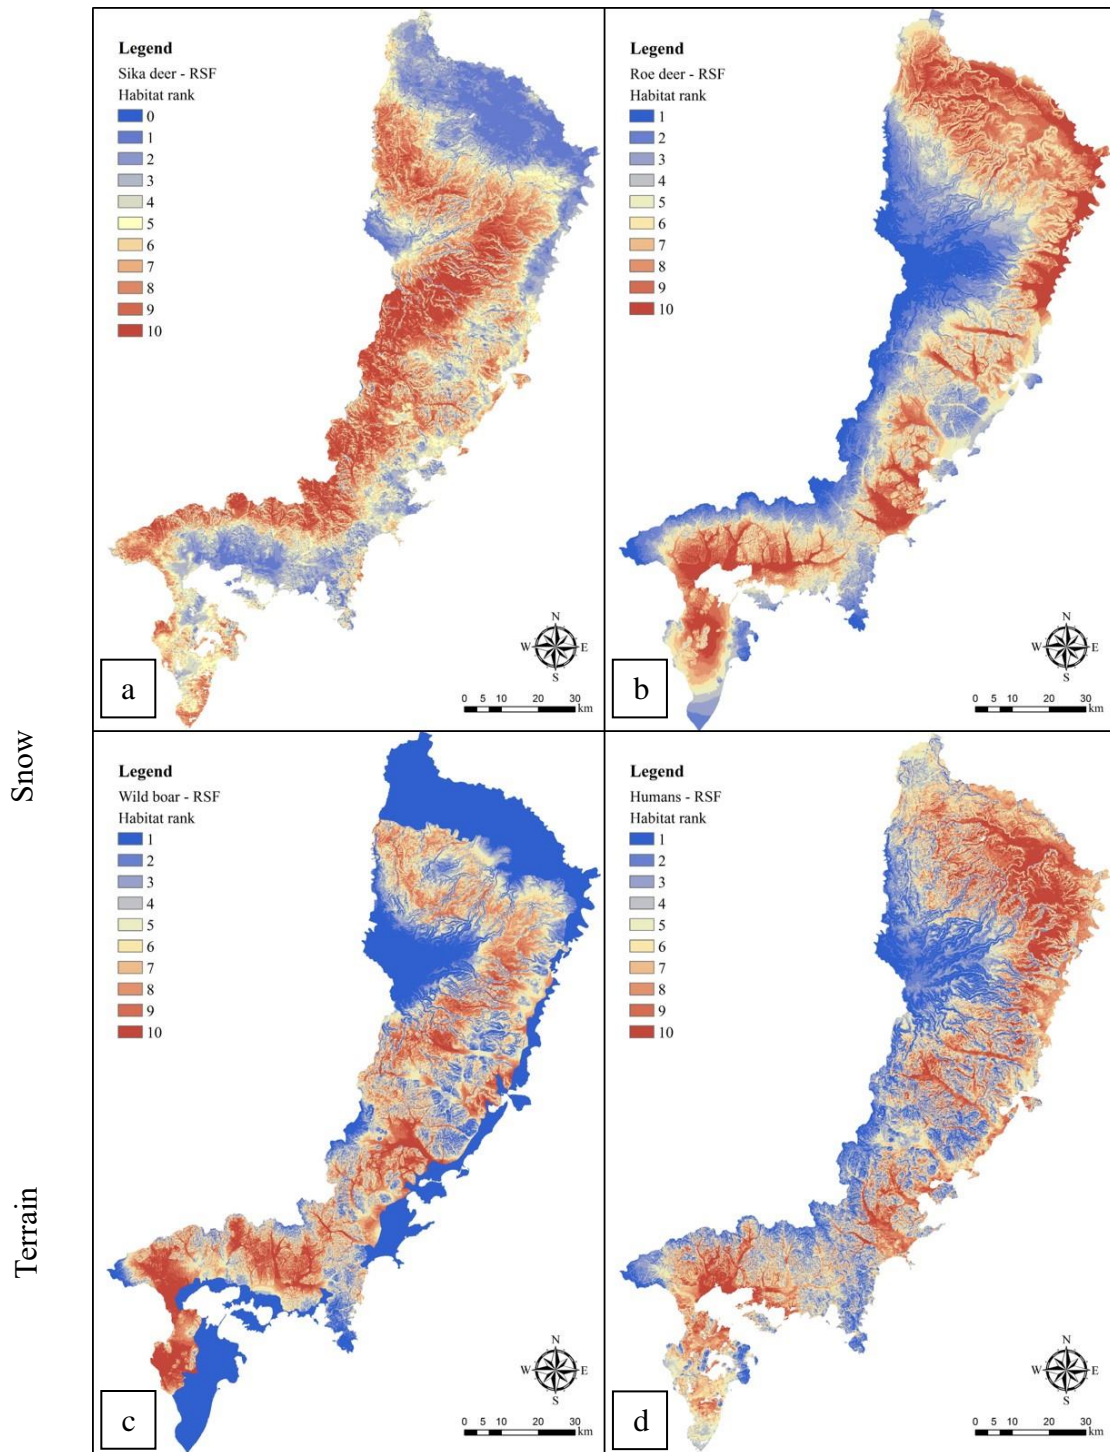 Snow
Terrain
Legend
Sika deer - RSF
Habitat rank
0
1
2
3
4
5
6
7
8
9
10
N
W E
S
0 5 10 20 30
km
a
Legend
Roe deer - RSF
Habitat rank
1
2
3
4
5
6
7
8
9
10
N
W E
S
0 5 10 20 30
km
b
Legend
Wild boar - RSF
Habitat rank
1
2
3
4
5
6
7
8
9
10
N
W E
S
0 5 10 20 30
km
c
Legend
Humans - RSF
Habitat rank
1
2
3
4
5
6
7
8
9
10
N
W E
S
0 5 10 20 30
km
d